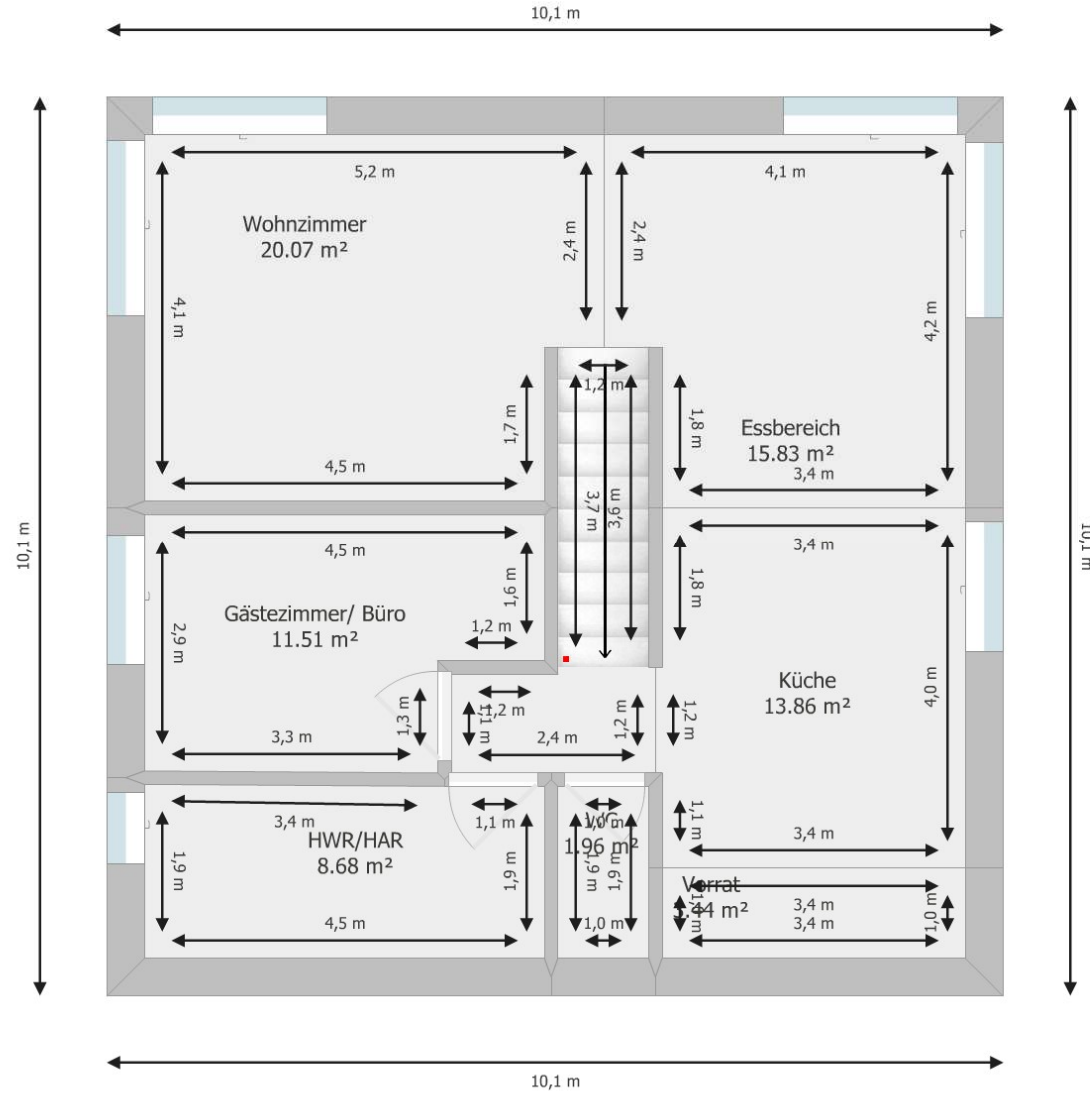 10,1 m
5,2 m
4,1 m
Wohnzimmer
20.07 m²
2,4 m
2,4 m
4,1 m
4,2 m
1,2 m
1,7 m
1,8 m
Essbereich
15.83 m²
4,5 m
3,4 m
3,7 m
3,6 m
10,1 m
10,1 m
4,5 m
3,4 m
1,6 m
1,8 m
Gästezimmer/ Büro
11.51 m²
1,2 m
2,9 m
Küche
13.86 m²
4,0 m
1,3 m
1,1 m
1,2 m
1,2 m
1,2 m
3,3 m
2,4 m
3,4 m
1,1 m
1,0 m
WC
1.96 m²
1,1 m
3,4 m
HWR/HAR
8.68 m²
1,9 m
1,9 m
1,9 m
1,9 m
Vorrat
3.44 m²
3,4 m
1,0 m
4,5 m
1,0 m
3,4 m
10,1 m